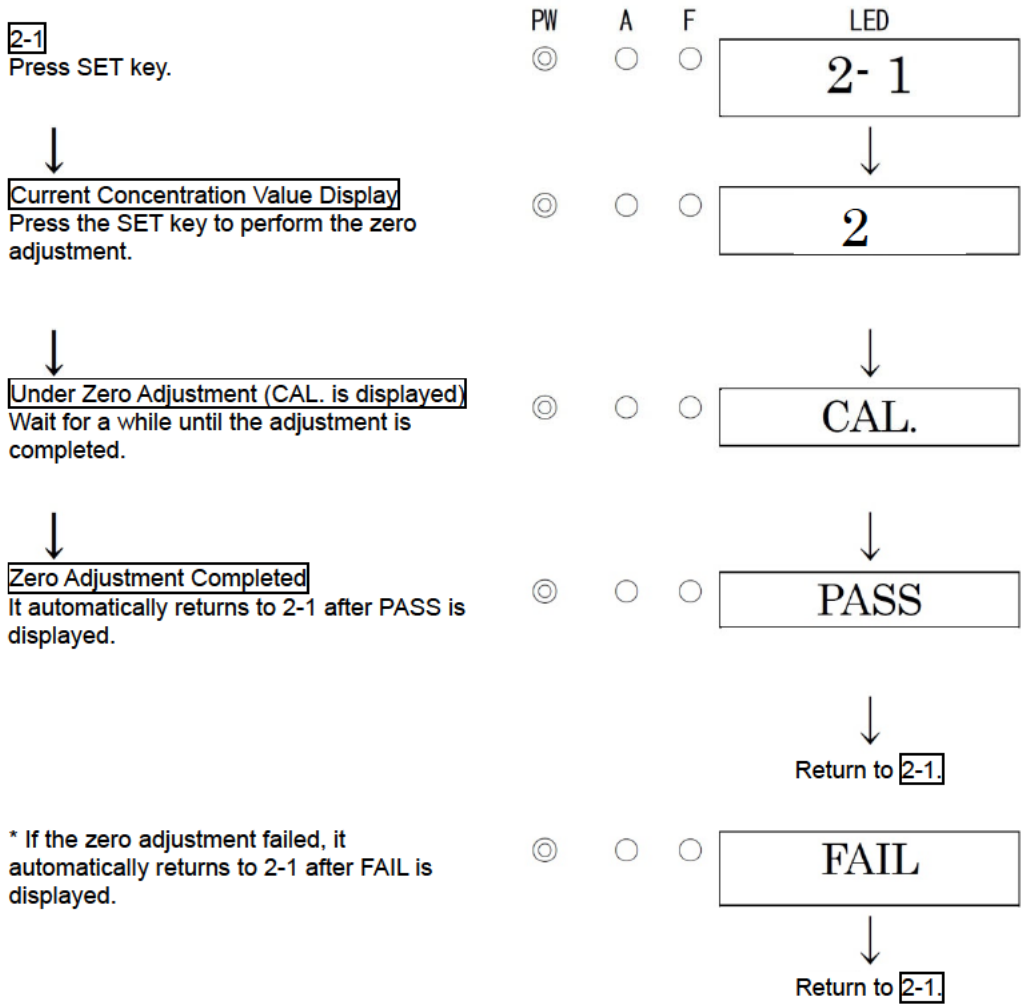 PW A F LED
2-1
Press SET key.
2- 1
Current Concentration Value Display
Press the SET key to perform the zero
adjustment.
2
Under Zero Adjustment (CAL. is displayed)
Wait for a while until the adjustment is
completed.
CAL.
Zero Adjustment Completed
It automatically returns to 2-1 after PASS is
displayed.
PASS
Return to 2-1.
* If the zero adjustment failed, it
automatically returns to 2-1 after FAIL is
displayed.
FAIL
Return to 2-1.